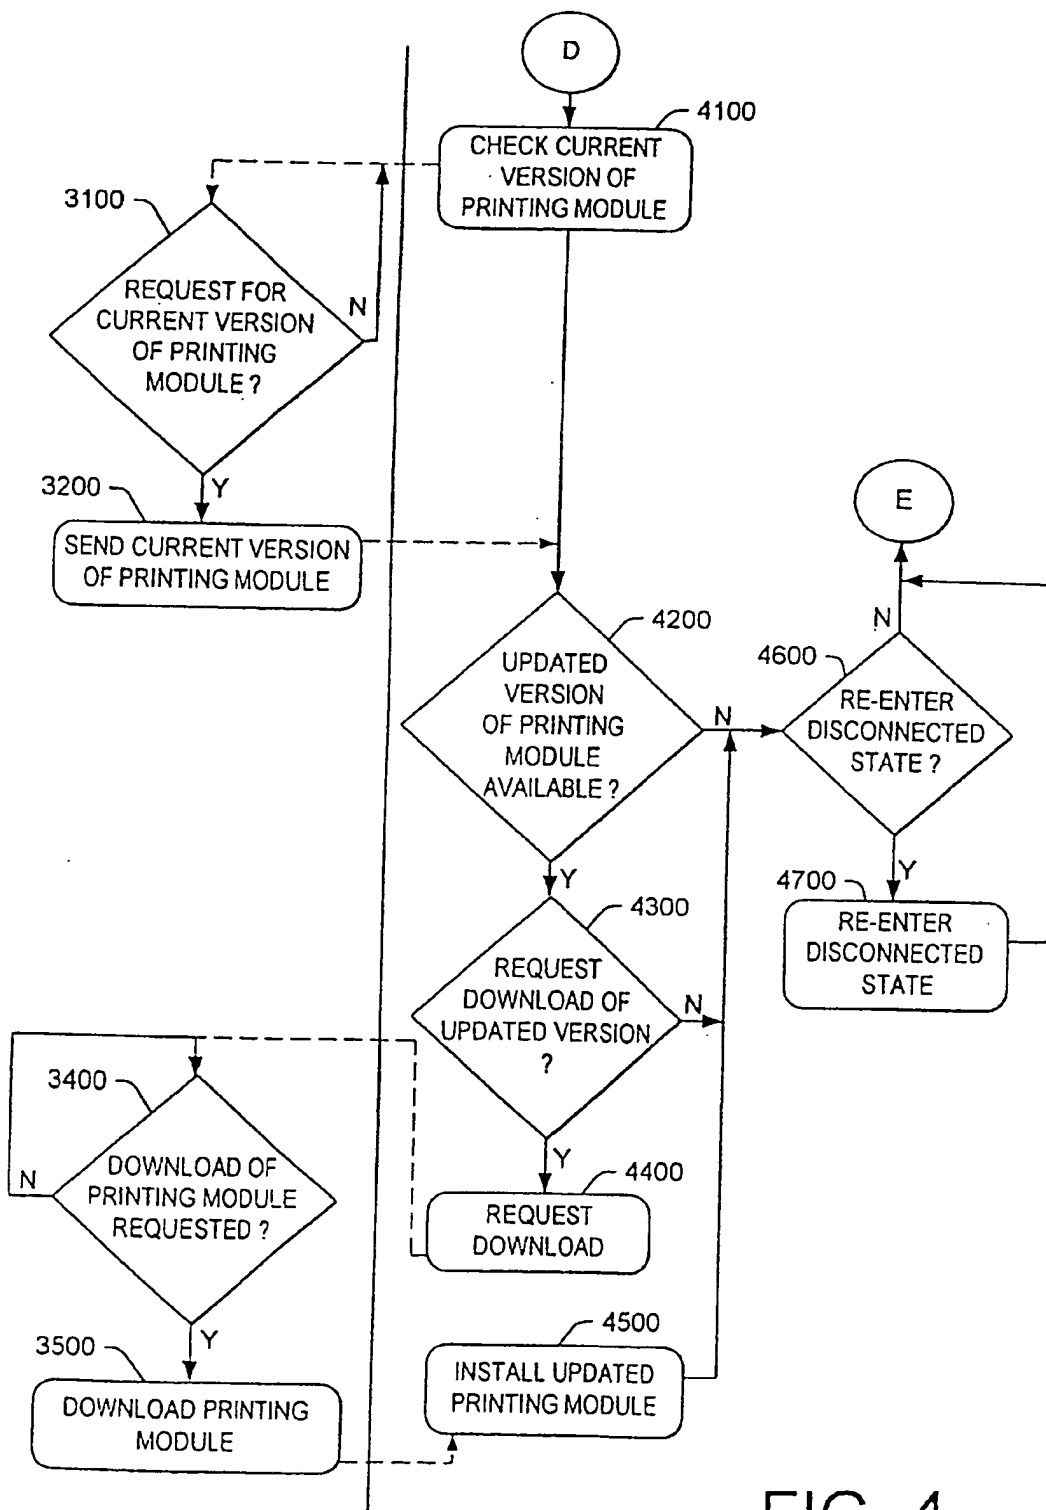 D
4100
CHECK CURRENT
VERSION OF
PRINTING MODULE
3100
REQUEST FOR
CURRENT VERSION
OF PRINTING
MODULE ?
N
Y
3200
SEND CURRENT VERSION
OF PRINTING MODULE
E
4200
UPDATED
VERSION
OF PRINTING
MODULE
AVAILABLE ?
N
Y
4600
RE-ENTER
DISCONNECTED
STATE ?
N
Y
4700
RE-ENTER
DISCONNECTED
STATE
4300
REQUEST
DOWNLOAD OF
UPDATED VERSION
?
N
Y
3400
DOWNLOAD OF
PRINTING MODULE
REQUESTED ?
N
Y
4400
REQUEST
DOWNLOAD
3500
DOWNLOAD PRINTING
MODULE
4500
INSTALL UPDATED
PRINTING MODULE
FIG. 4